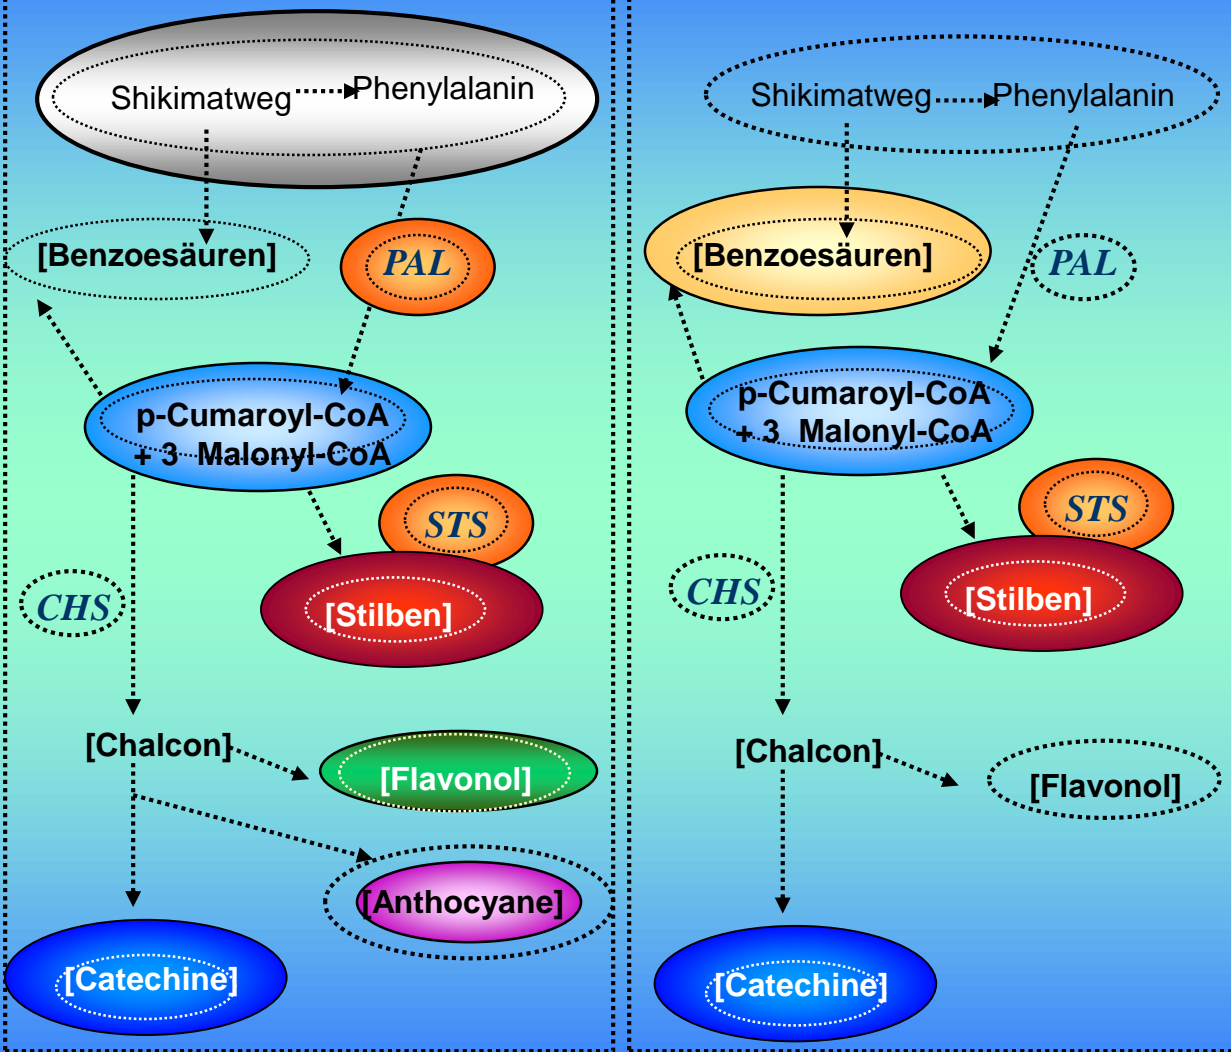 Shikimatweg
Phenylalanin
[Benzoesäuren]
PAL
p-Cumaroyl-CoA
+ 3 Malonyl-CoA
STS
[Stilben]
CHS
[Chalcon]
[Flavonol]
[Anthocyane]
[Catechine]
Shikimatweg
Phenylalanin
[Benzoesäuren]
PAL
p-Cumaroyl-CoA
+ 3 Malonyl-CoA
STS
[Stilben]
CHS
[Chalcon]
[Flavonol]
[Catechine]